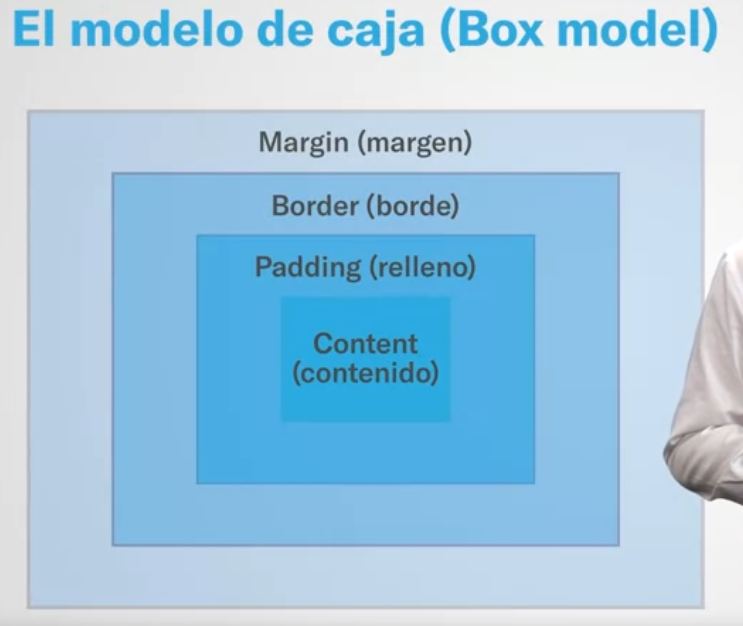 El modelo de caja (Box model)
Margin (margen)
Border (borde)
Padding (relleno)
Content
(contenido)